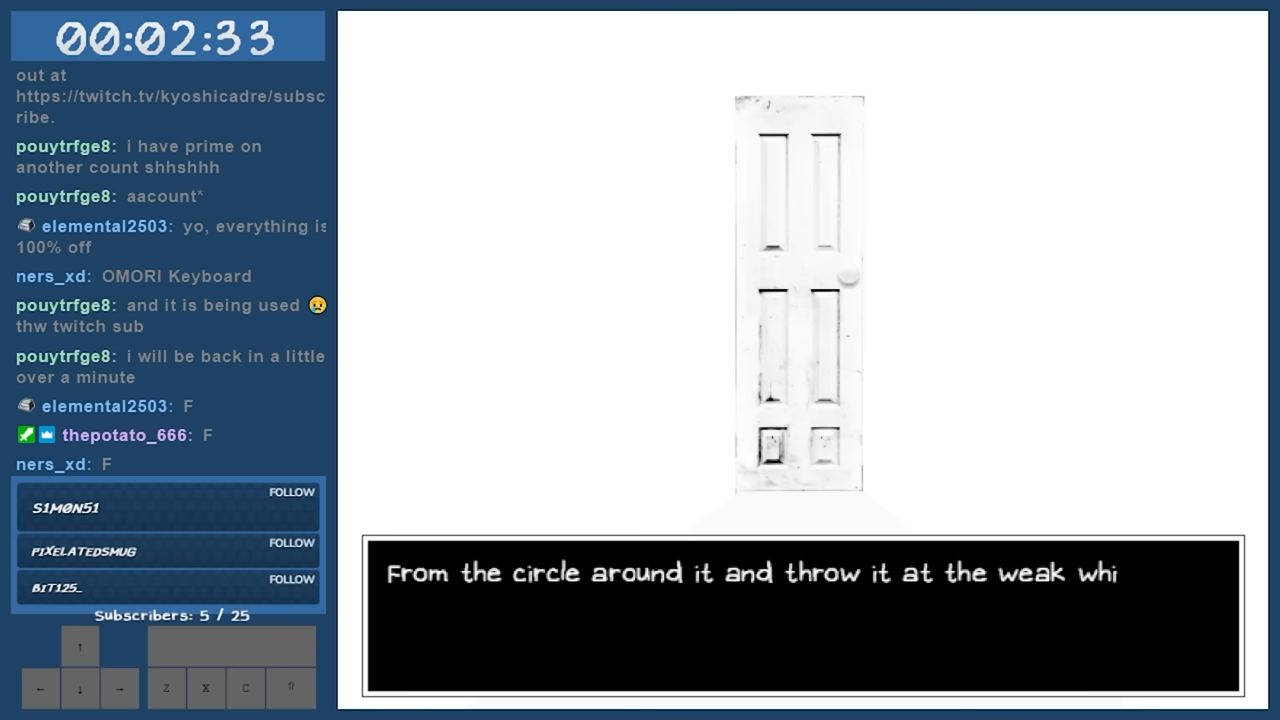 00:02:33
out at
https://twitch.tv/kyoshicadre/subsc
ribe.
pouytrfge8: i have prime on
another count shhshhh
pouytrfge8: aacount*
elemental2503: yo, everything is
100% off
ners_xd: OMORI Keyboard
pouytrfge8: and it is being used 😥
thw twitch sub
pouytrfge8: i will be back in a little
over a minute
elemental2503: F
thepotato_666: F
ners_xd: F
FOLLOW
S1MØN51
FOLLOW
PIXELATEDSMUG
FOLLOW
BIT125_
Subscribers: 5 / 25
↑
← ↓ → Z X C ⇧
From the circle around it and throw it at the weak whi